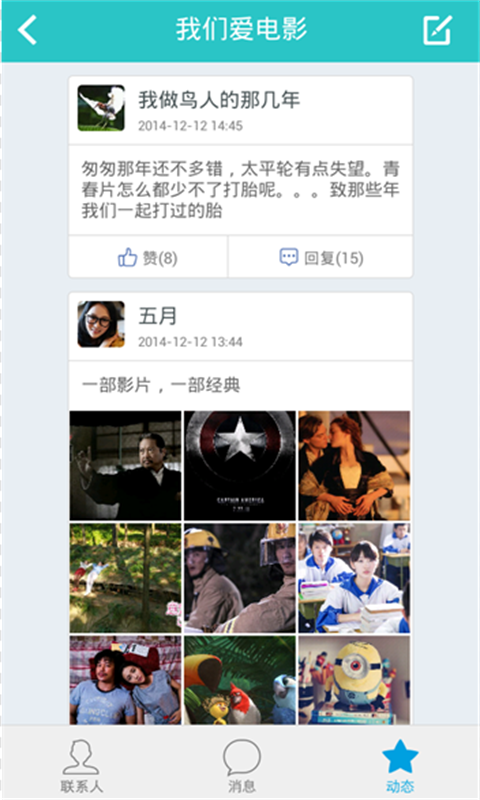 我们爱电影
我做鸟人的那几年
2014-12-12 14:45
匆匆那年还不多错，太平轮有点失望。青
春片怎么都少不了打胎呢。。。致那些年
我们一起打过的胎
赞(8)
回复(15)
五月
2014-12-12 13:44
一部影片，一部经典
CAPTAIN AMERICA
联系人
消息
动态